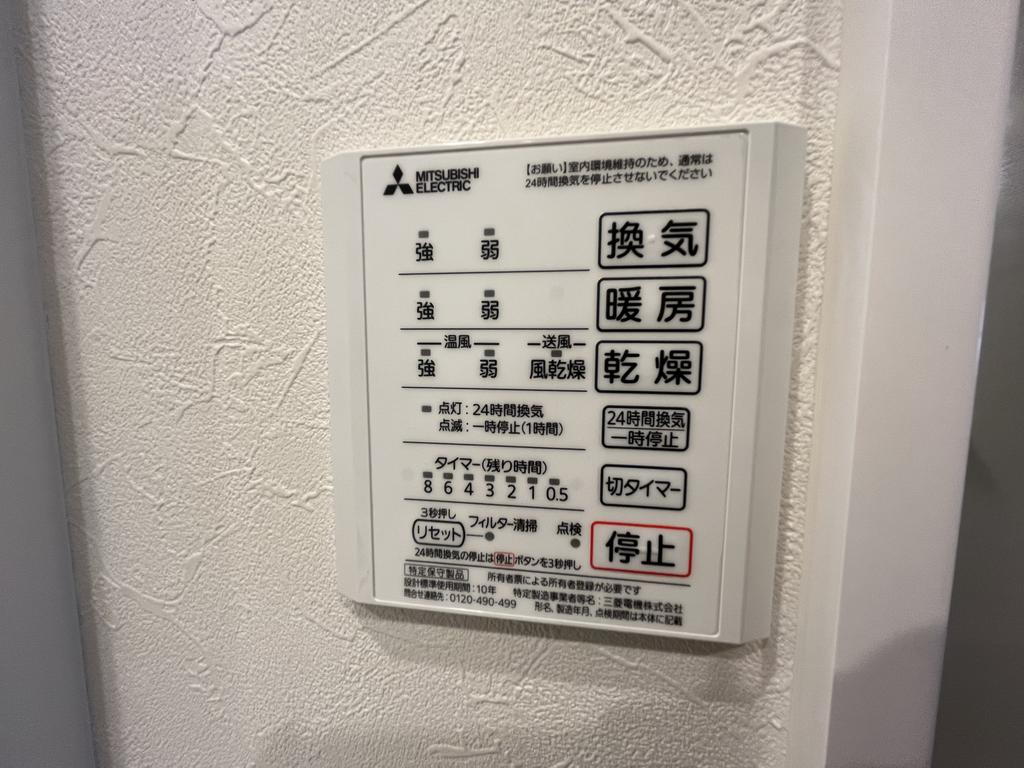 MITSUBISHI
ELECTRIC
【お願い】室内環境維持のため、通常は
24時間換気を停止させないでください
強 弱 換気
強 弱 暖房
温風 送風
強 弱 風乾燥 乾燥
点灯：24時間換気
点滅：一時停止(1時間)
24時間換気
一時停止
タイマー(残り時間)
8 6 4 3 2 1 0.5
切タイマー
3秒押し
リセット フィルター清掃 点検
停止
24時間換気の停止は停止ボタンを3秒押し
特定保守製品 所有者票による所有者登録が必要です
設計標準使用期間：10年 特定製造事業者等名：三菱電機株式会社
問合せ連絡先：0120-490-499 形名、製造年月、点検期間は本体に記載